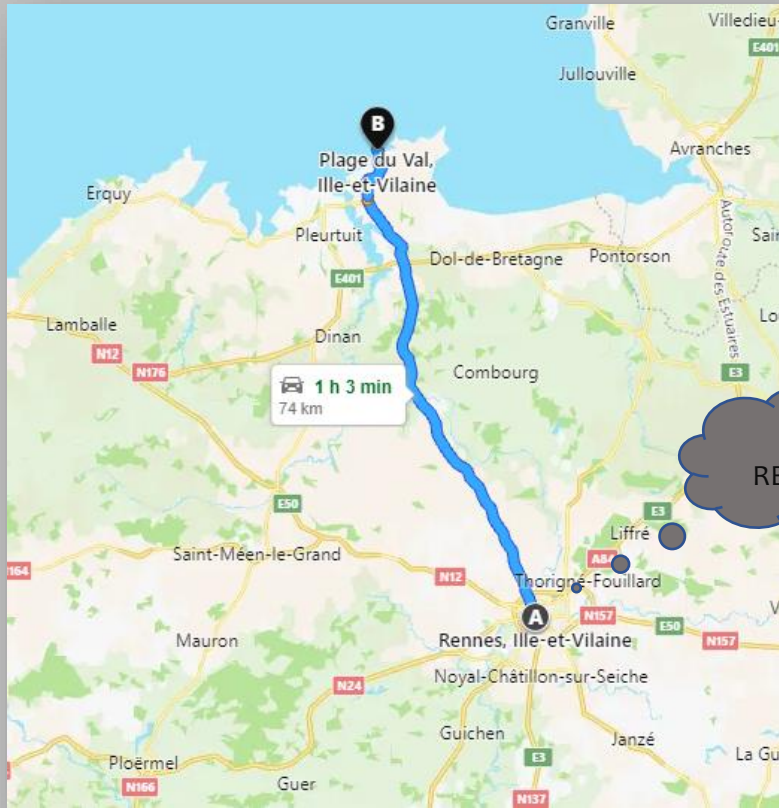 Granville
Villedieu-
E401
Jullouville
B
Avranches
Plage du Val,
Ille-et-Vilaine
Erquy
Pleurtuit
Autoroute des Estuaires
E401
Dol-de-Bretagne
Pontorson
Lamballe
Dinan
N12
N176
Combourg
E3
1 h 3 min
74 km
RE
E50
E3
Liffré
Saint-Méen-le-Grand
A84
164
N12
Thorigné-Fouillard
A
N157
E50
N157
Mauron
Rennes, Ille-et-Vilaine
N24
Noyal-Châtillon-sur-Seiche
Guichen
Janzé
E3
Ploërmel
La Gu
N166
Guer
N137